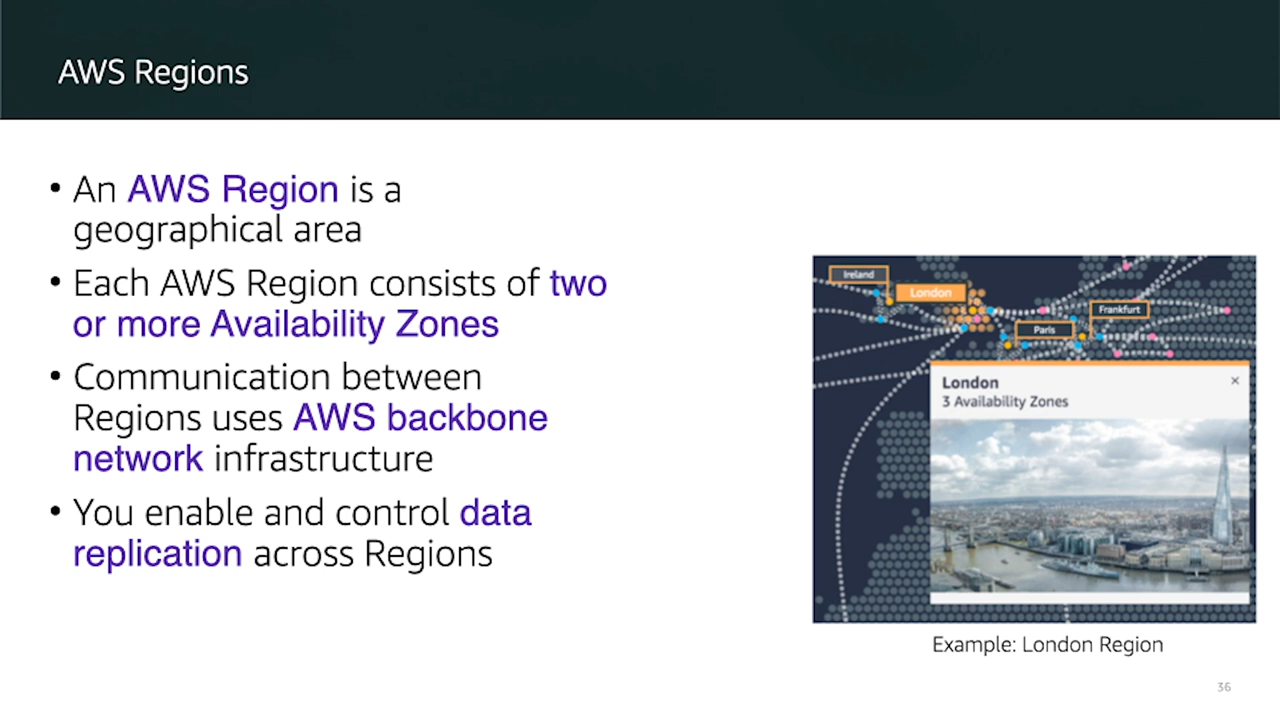 AWS Regions
• An AWS Region is a
geographical area
• Each AWS Region consists of two
or more Availability Zones
• Communication between
Regions uses AWS backbone
network infrastructure
• You enable and control data
replication across Regions
Ireland
London
Frankfurt
Paris
London
3 Availability Zones
Example: London Region
36